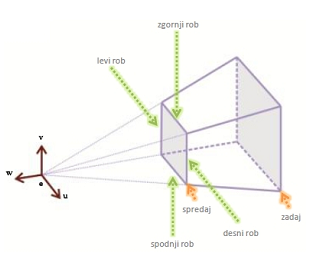 zgornji rob
levi rob
v
w
e
u
spredaj
zadaj
desni rob
spodnji rob